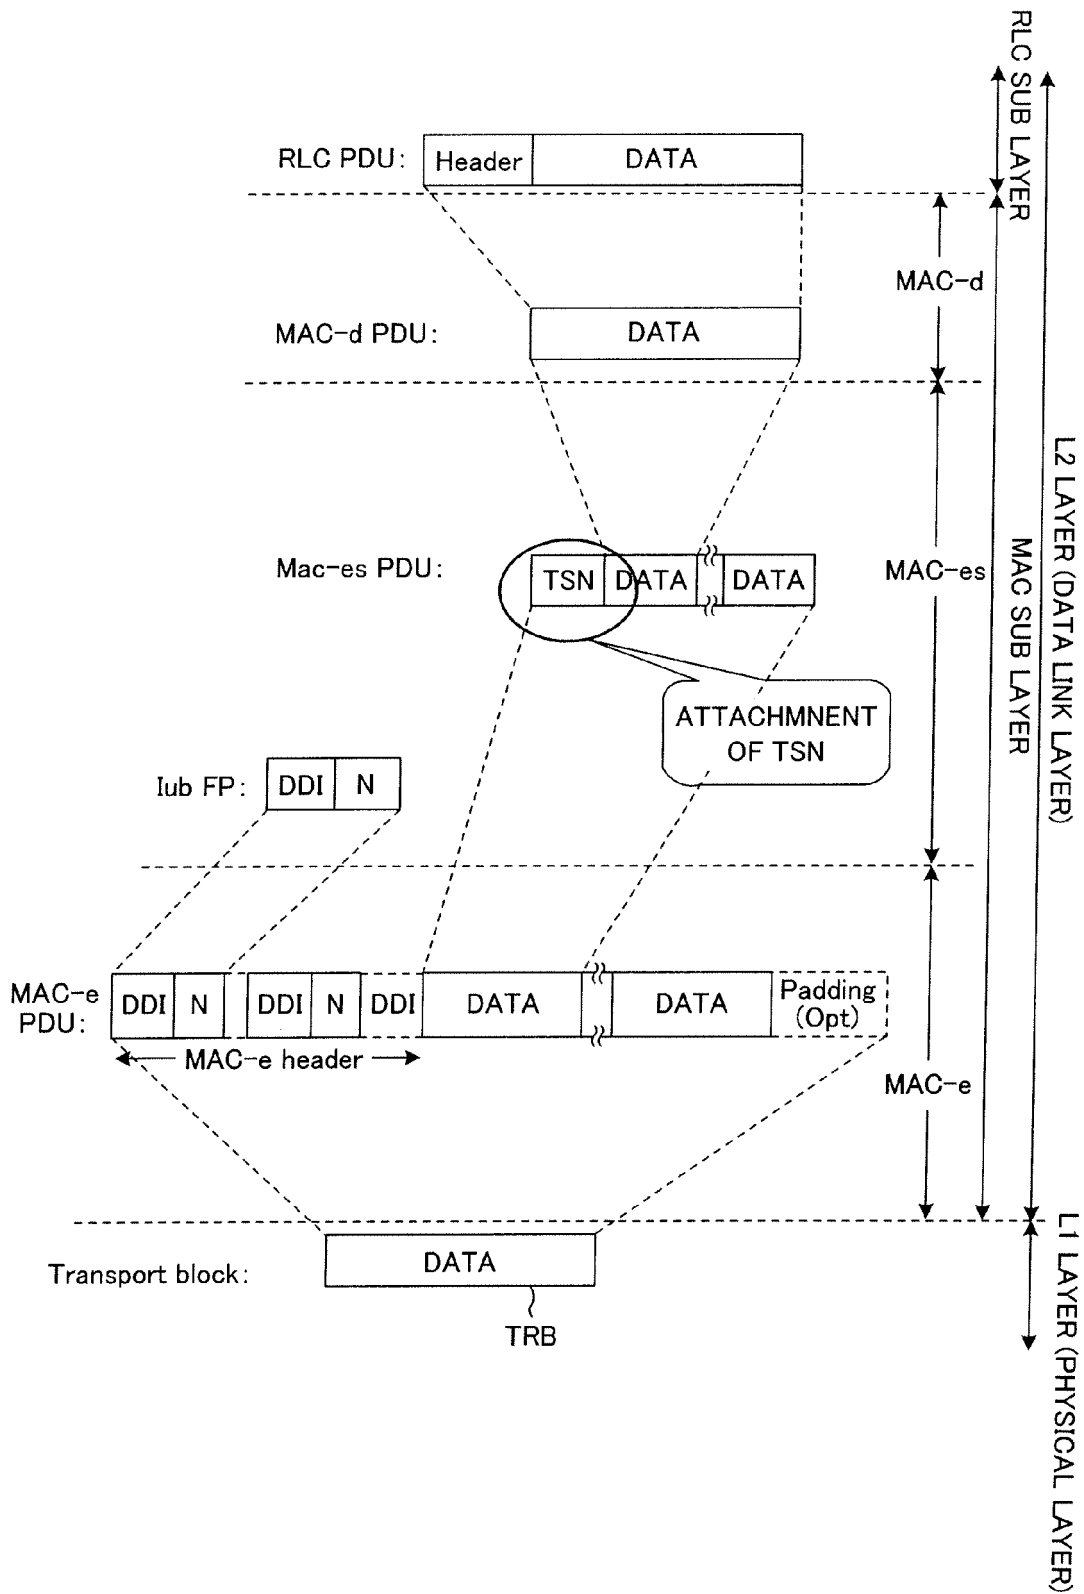 RLC SUB LAYER
RLC PDU: Header DATA
MAC-d
MAC-d PDU: DATA
L2 LAYER (DATA LINK LAYER)
MAC SUB LAYER
Mac-es PDU: TSN DATA DATA
MAC-es
ATTACHMNENT
OF TSN
Iub FP: DDI N
MAC-e
PDU:
DDI N DDI N DDI DATA DATA
Padding
(Opt)
MAC-e header
MAC-e
Transport block: DATA
TRB
L1 LAYER (PHYSICAL LAYER)